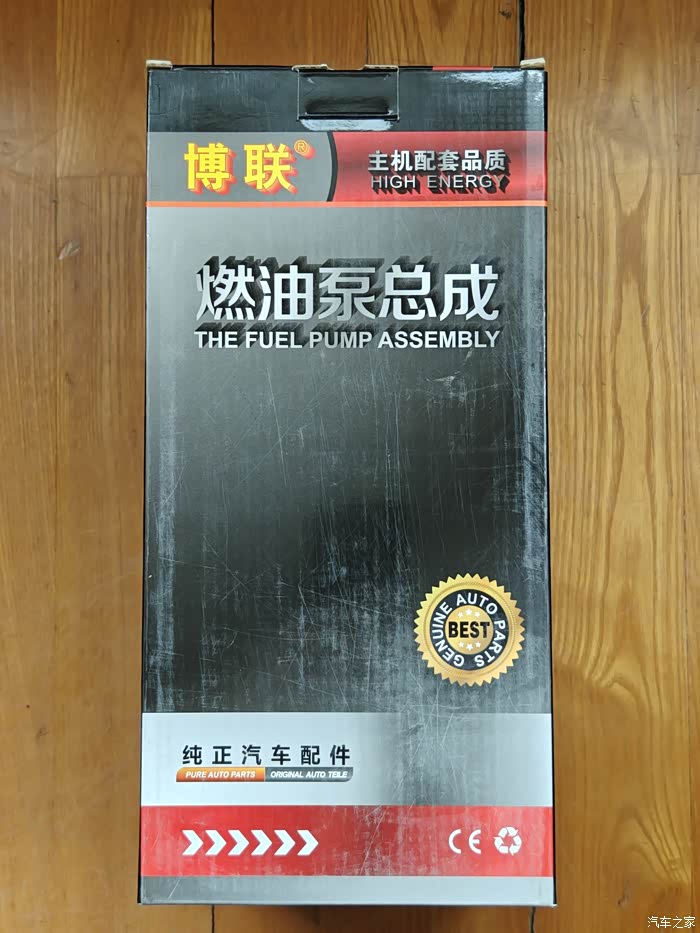 博联®
主机配套品质
HIGH ENERGY
燃油泵总成
THE FUEL PUMP ASSEMBLY
GENUINE AUTO PARTS
BEST
纯正汽车配件
PURE AUTO PARTS ORIGINAL AUTO TEILE
CE
汽车之家